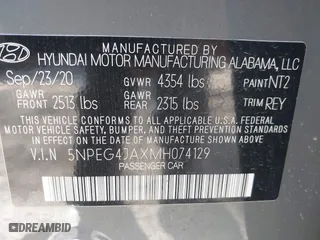 MANUFACTURED BY
HYUNDAI MOTOR MANUFACTURING ALABAMA, LLC
Sep/23/20 GVWR 4354 lbs PAINT NT2
GAWR FRONT 2513 lbs GAWR REAR 2315 lbs TRIM REY
THIS VEHICLE CONFORMS TO ALL APPLICABLE
U.S. FEDERAL MOTOR VEHICLE SAFETY, BUMPER,
AND THEFT PREVENTION STANDARDS IN EFFECT ON
THE DATE OF MANUFACTURE SHOWN ABOVE.
V.I.N 5NPEG4JAXMH074129
PASSENGER CAR
DEALERSHIP.CC